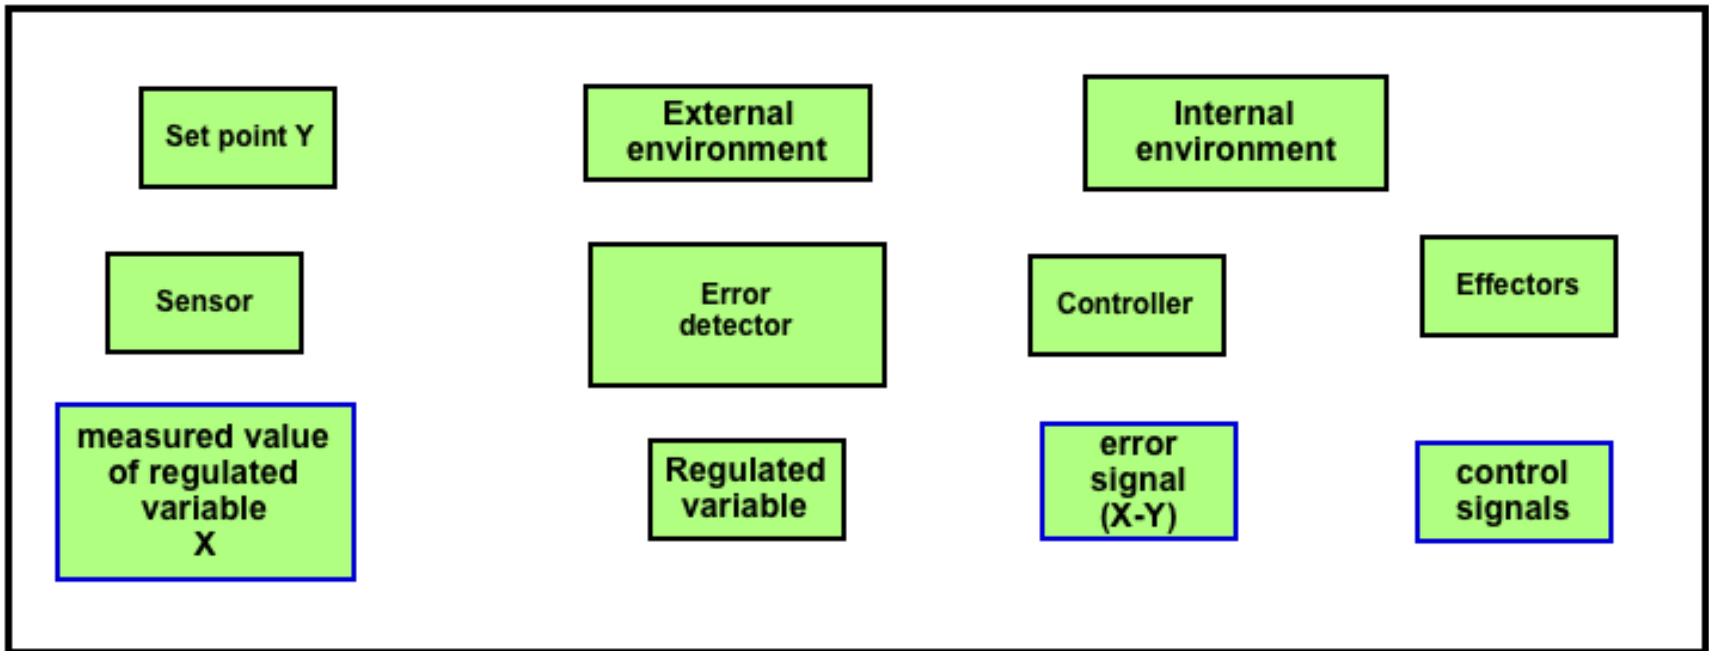 Set point Y
External
environment
Internal
environment
Sensor
Error
detector
Controller
Effectors
measured value
of regulated
variable
X
Regulated
variable
error
signal
(X-Y)
control
signals